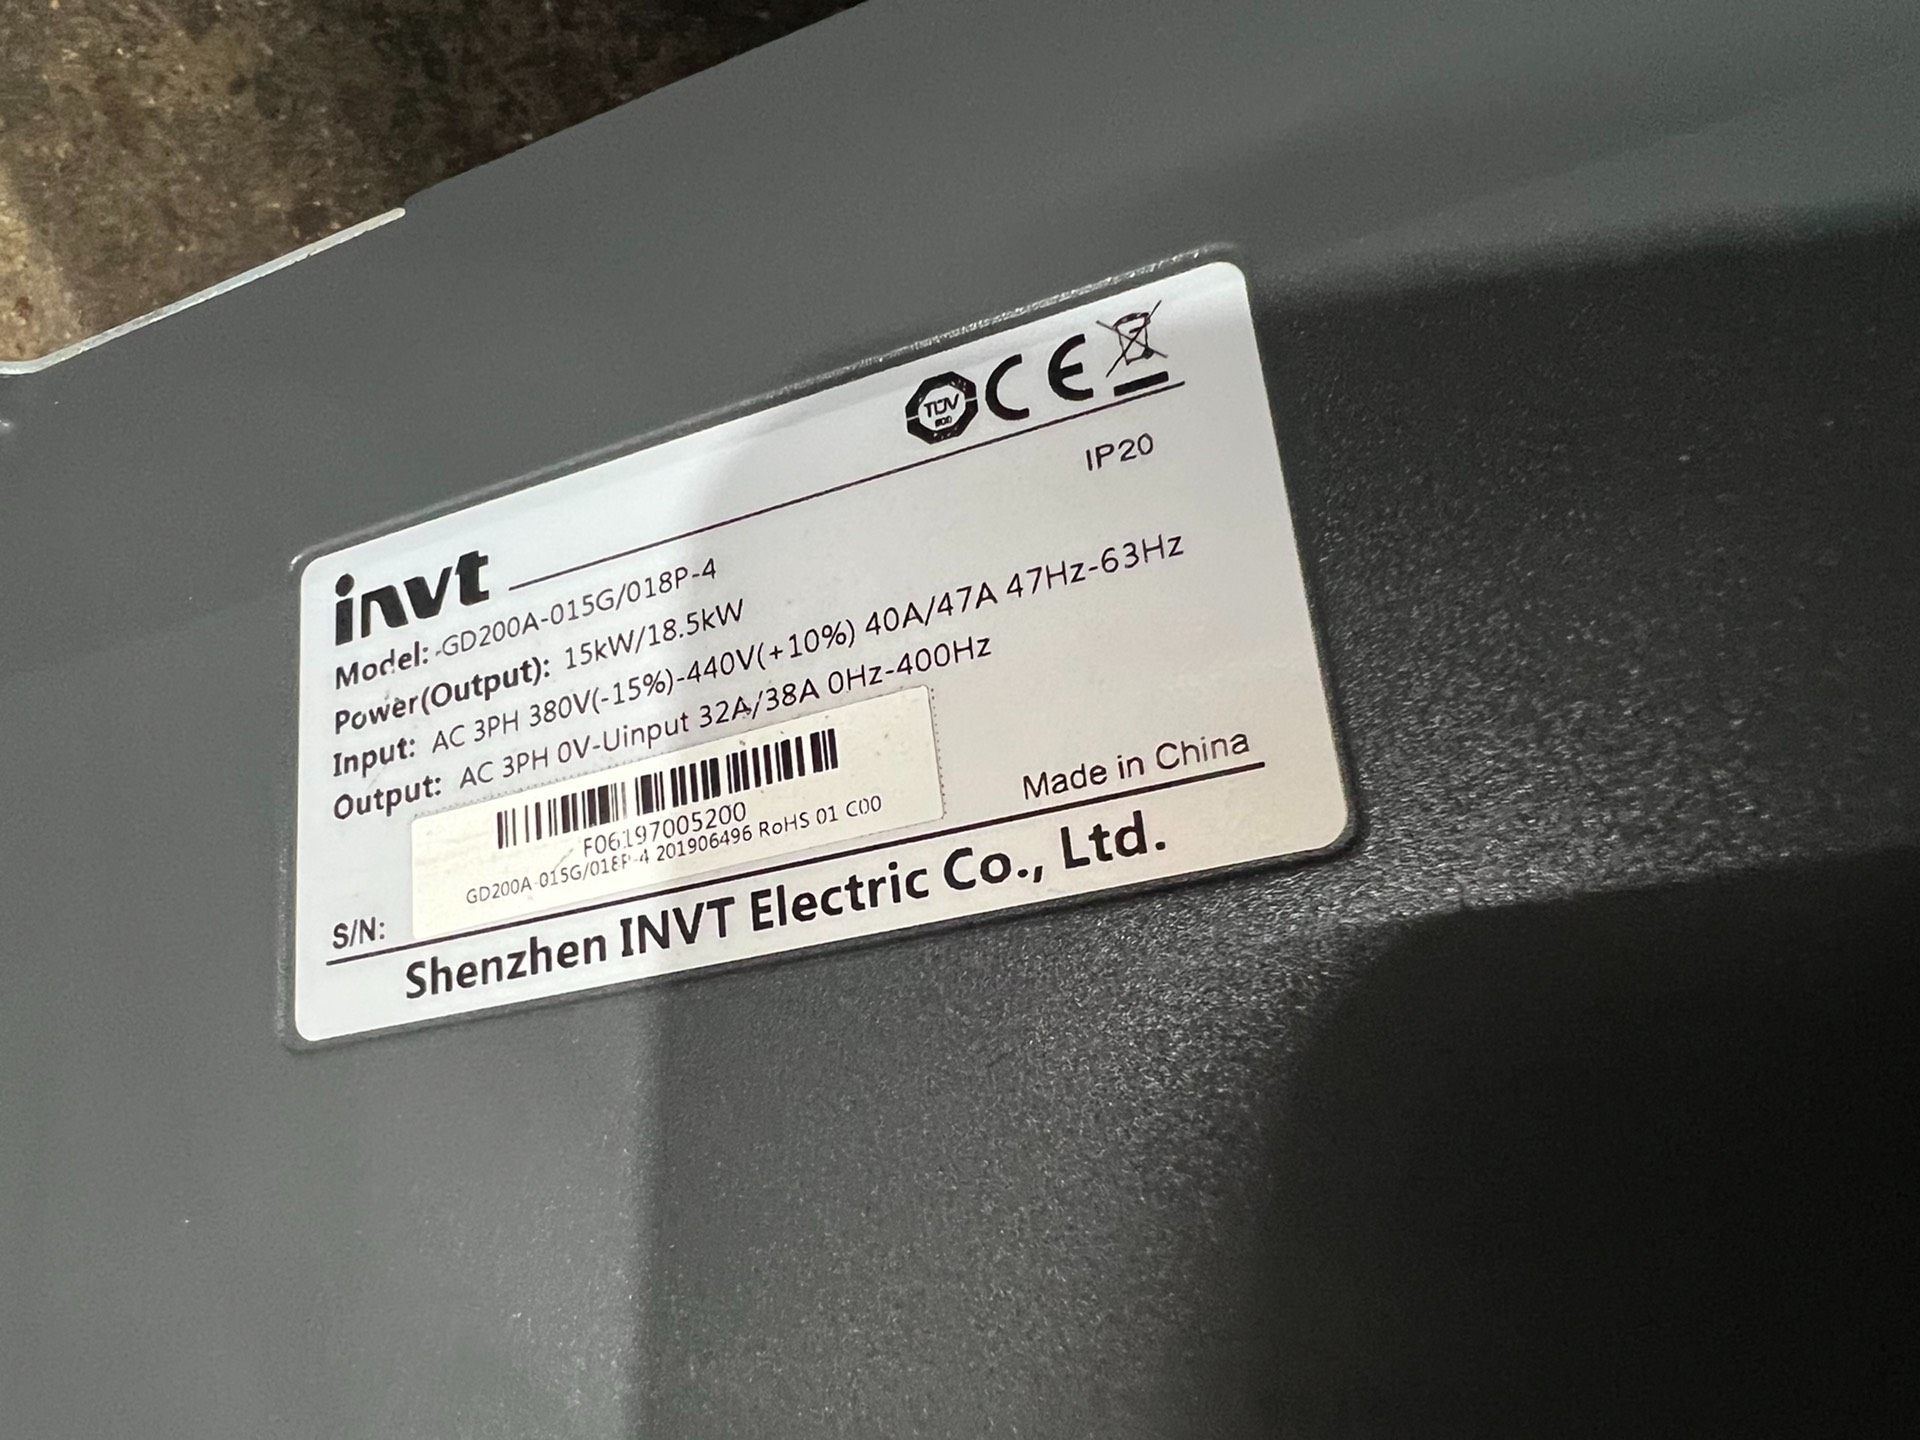 TÜV CE
IP20
invt
Model: GD200A-015G/018P-4
Power(Output): 15kW/18.5kW
Input: AC 3PH 380V(-15%)-440V(+10%) 40A/47A 47Hz-63Hz
Output: AC 3PH 0V-Uinput 32A/38A 0Hz-400Hz
F06197005200
GD200A-015G/018P-4 201906496 RoHS 01 C00
S/N:
Made in China
Shenzhen INVT Electric Co., Ltd.